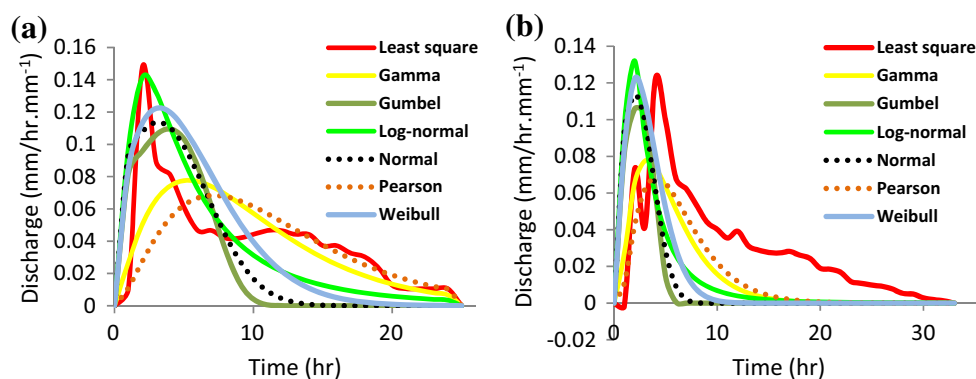 (a)
Discharge (mm/hr.mm⁻¹)
0.16
0.14
0.12
0.1
0.08
0.06
0.04
0.02
0
0
10
20
Time (hr)
Least square
Gamma
Gumbel
Log-normal
Normal
Pearson
Weibull
(b)
Discharge (mm/hr.mm⁻¹)
0.14
0.12
0.1
0.08
0.06
0.04
0.02
0
-0.02
0
10
20
30
Time (hr)
Least square
Gamma
Gumbel
Log-normal
Normal
Pearson
Weibull